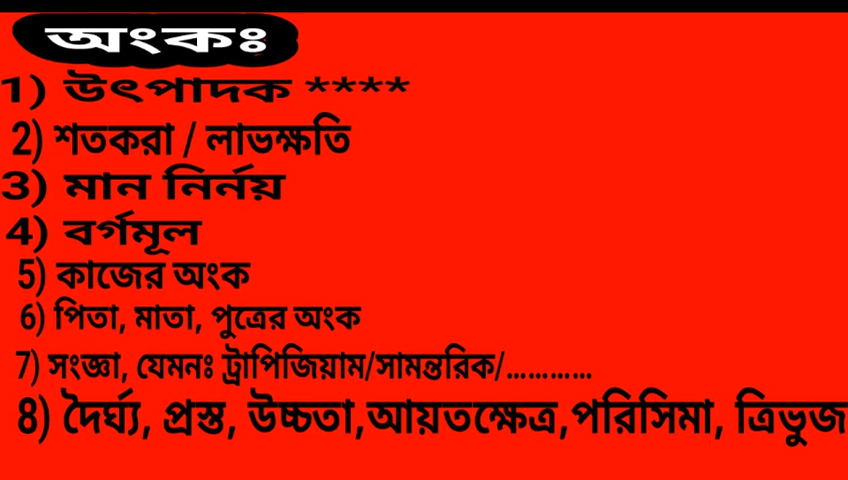 অংকঃ
1) উৎপাদক ****
2) শতকরা / লাভক্ষতি
3) মান নির্নয়
4) বর্গমূল
5) কাজের অংক
6) পিতা, মাতা, পুত্রের অংক
7) সংজ্ঞা, যেমনঃ ট্রাপিজিয়াম/সামন্তরিক/............
8) দৈর্ঘ্য, প্রস্ত, উচ্চতা,আয়তক্ষেত্র,পরিসিমা, ত্রিভুজ